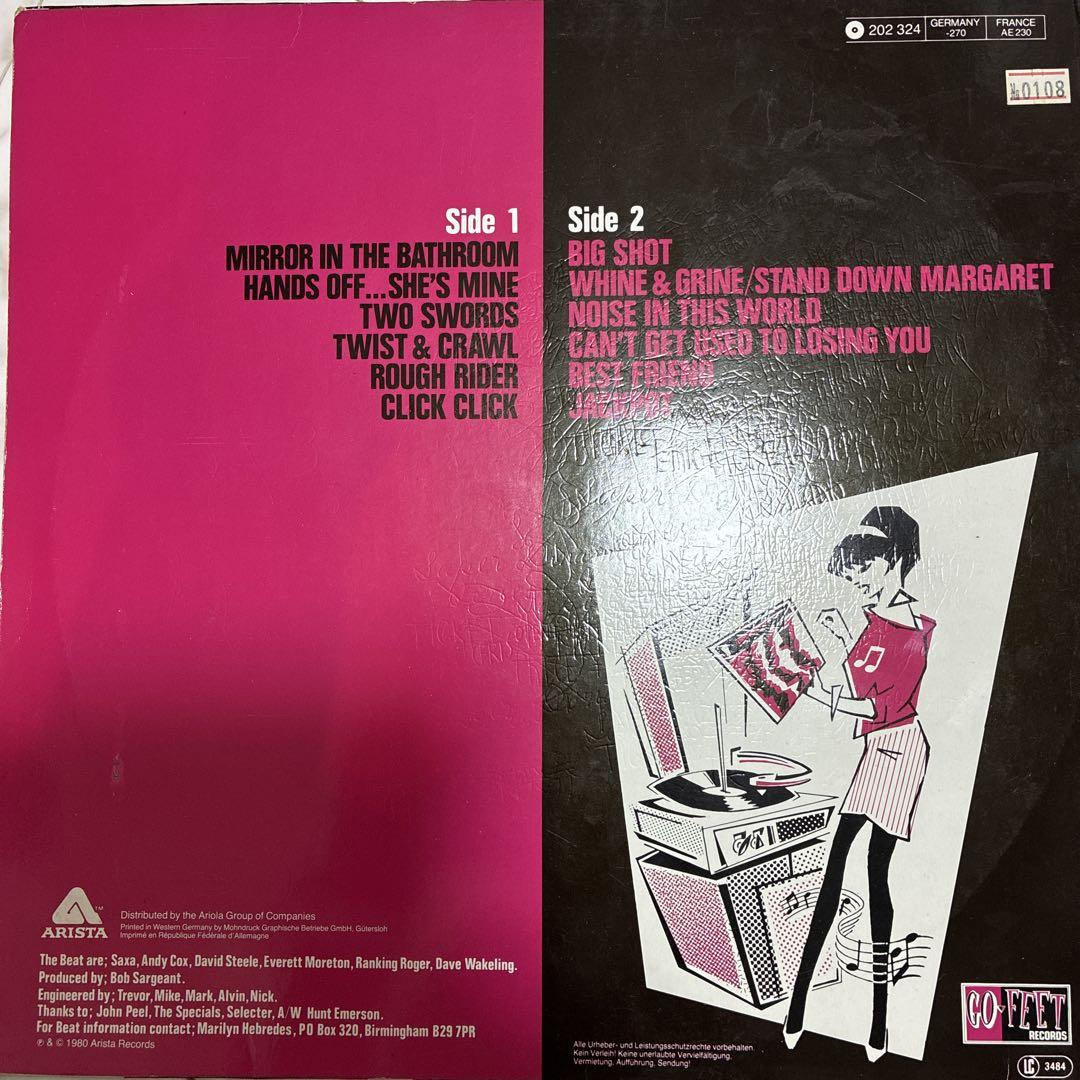 202 324
GERMANY
-270
FRANCE
AE 230
№0108
Side 1
MIRROR IN THE BATHROOM
HANDS OFF...SHE'S MINE
TWO SWORDS
TWIST & CRAWL
ROUGH RIDER
CLICK CLICK
Side 2
BIG SHOT
WHINE & GRINE/STAND DOWN MARGARET
NOISE IN THIS WORLD
CAN'T GET USED TO LOSING YOU
BEST FRIEND
JACKPOT
ARISTA™
Distributed by the Ariola Group of Companies
Printed in Western Germany by Mohndruck Graphische Betriebe GmbH, Gütersloh
Imprimé en République Fédérale d'Allemagne
The Beat are; Saxa, Andy Cox, David Steele, Everett Moreton, Ranking Roger, Dave Wakeling.
Produced by; Bob Sargeant.
Engineered by; Trevor, Mike, Mark, Alvin, Nick.
Thanks to; John Peel, The Specials, Selecter, A/W Hunt Emerson.
For Beat information contact; Marilyn Hebredes, PO Box 320, Birmingham B29 7PR
℗ & © 1980 Arista Records
Alle Urheber- und Leistungsschutzrechte vorbehalten.
Kein Verleih! Keine unerlaubte Vervielfältigung,
Vermietung, Aufführung, Sendung!
GO FEET
RECORDS
LC 3484